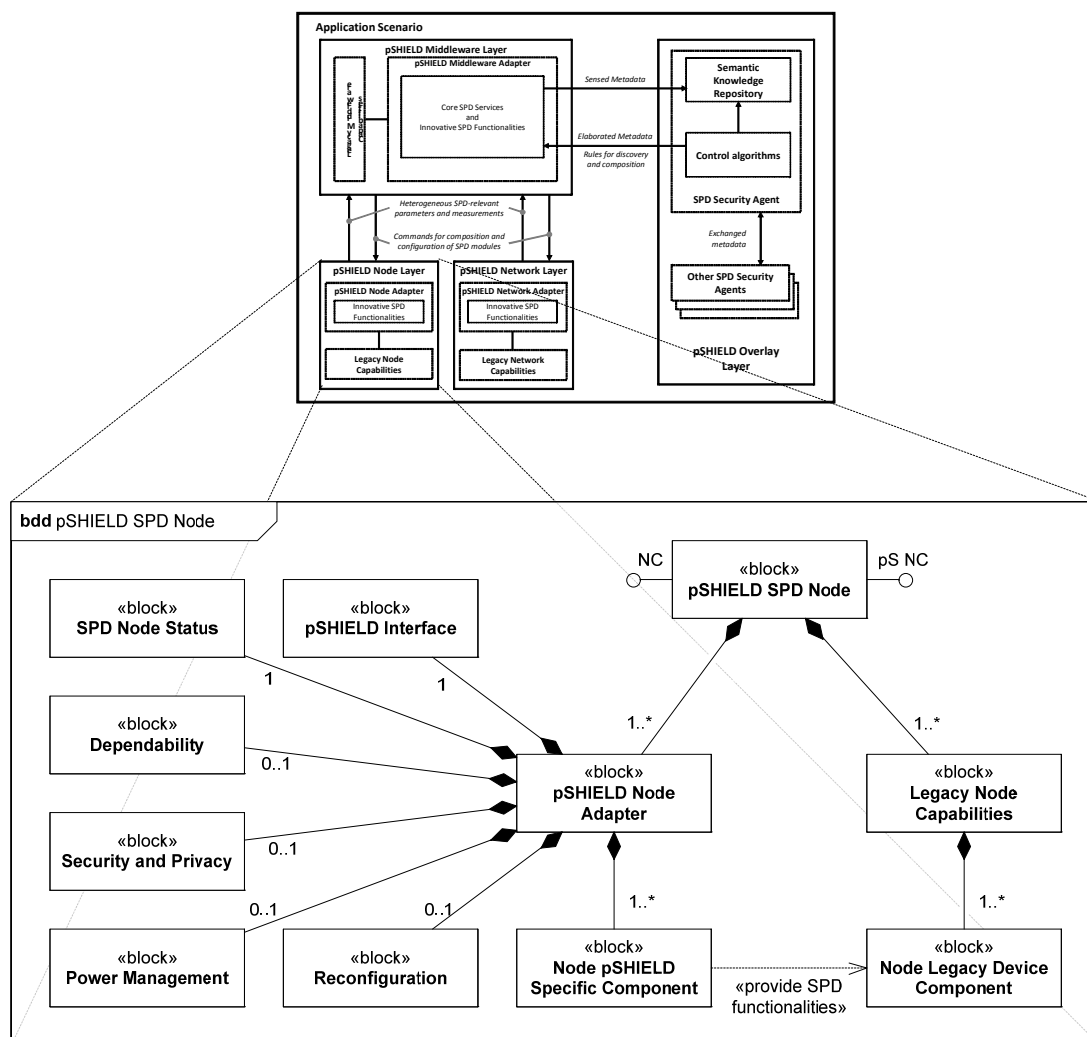 Application Scenario
pSHIELD Middleware Layer
pSHIELD Middleware Adapter
Core SPD Services
and
Innovative SPD Functionalities
Sensed Metadata
Elaborated Metadata
Rules for discovery
and composition
Semantic
Knowledge
Repository
Control algorithms
SPD Security Agent
Exchanged
metadata
Other SPD Security
Agents
pSHIELD Overlay
Layer
Heterogeneous SPD-relevant
parameters and measurements
Commands for composition and
configuration of SPD modules
pSHIELD Node Layer
pSHIELD Node Adapter
Innovative SPD
Functionalities
Legacy Node
Capabilities
pSHIELD Network Layer
pSHIELD Network Adapter
Innovative SPD
Functionalities
Legacy Network
Capabilities
bdd pSHIELD SPD Node
NC
«block»
pSHIELD SPD Node
pS NC
«block»
SPD Node Status
1
«block»
pSHIELD Interface
1
«block»
Dependability
0..1
«block»
Security and Privacy
0..1
«block»
Power Management
0..1
«block»
Reconfiguration
0..1
1..*
«block»
pSHIELD Node
Adapter
1..*
«block»
Legacy Node
Capabilities
1..*
«block»
Node pSHIELD
Specific Component
«provide SPD
functionalities»
1..*
«block»
Node Legacy Device
Component